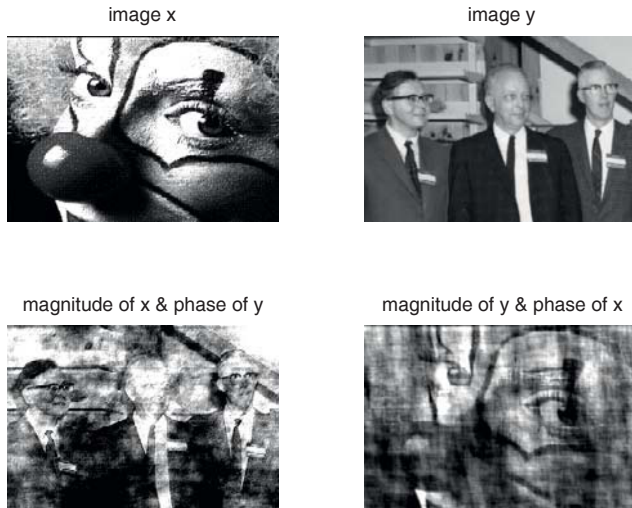 image x
image y
magnitude of x & phase of y
magnitude of y & phase of x